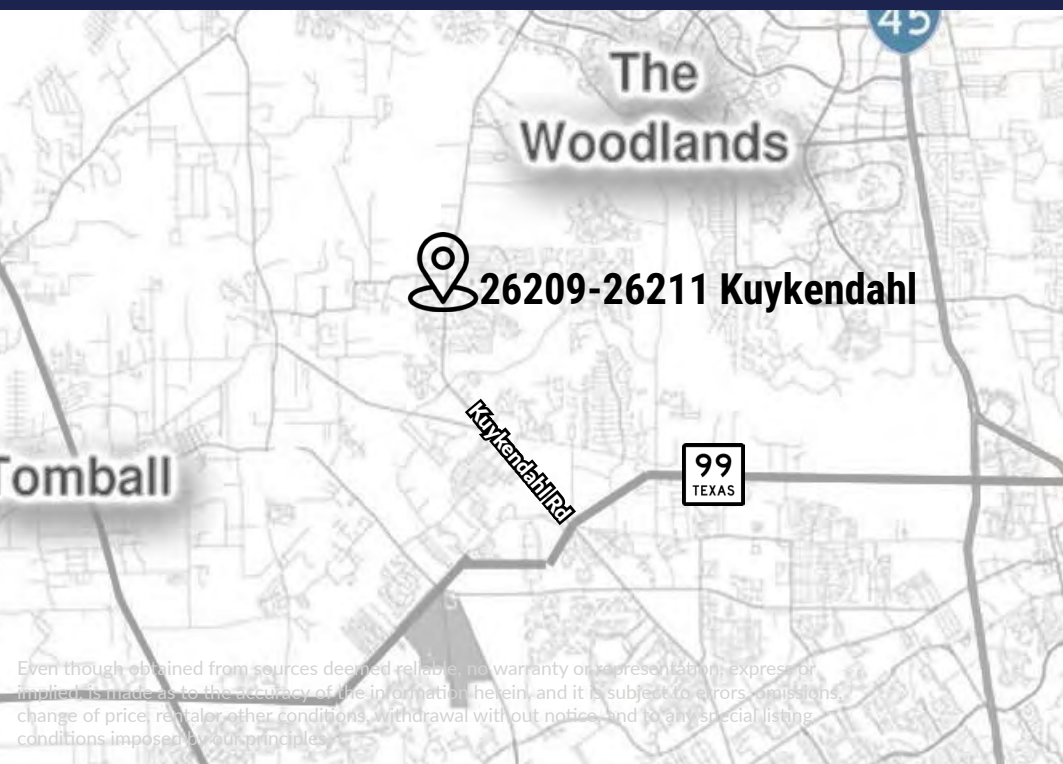 45
The
Woodlands
26209-26211 Kuykendahl
Kuykendahl Rd
Tomball
99
TEXAS
Even though obtained from sources deemed reliable, no warranty or representation, express or
implied, is made as to the accuracy of the information herein, and it is subject to errors, omissions,
change of price, rentalor other conditions, withdrawal without notice, and to any special listing
conditions imposed by our principles.